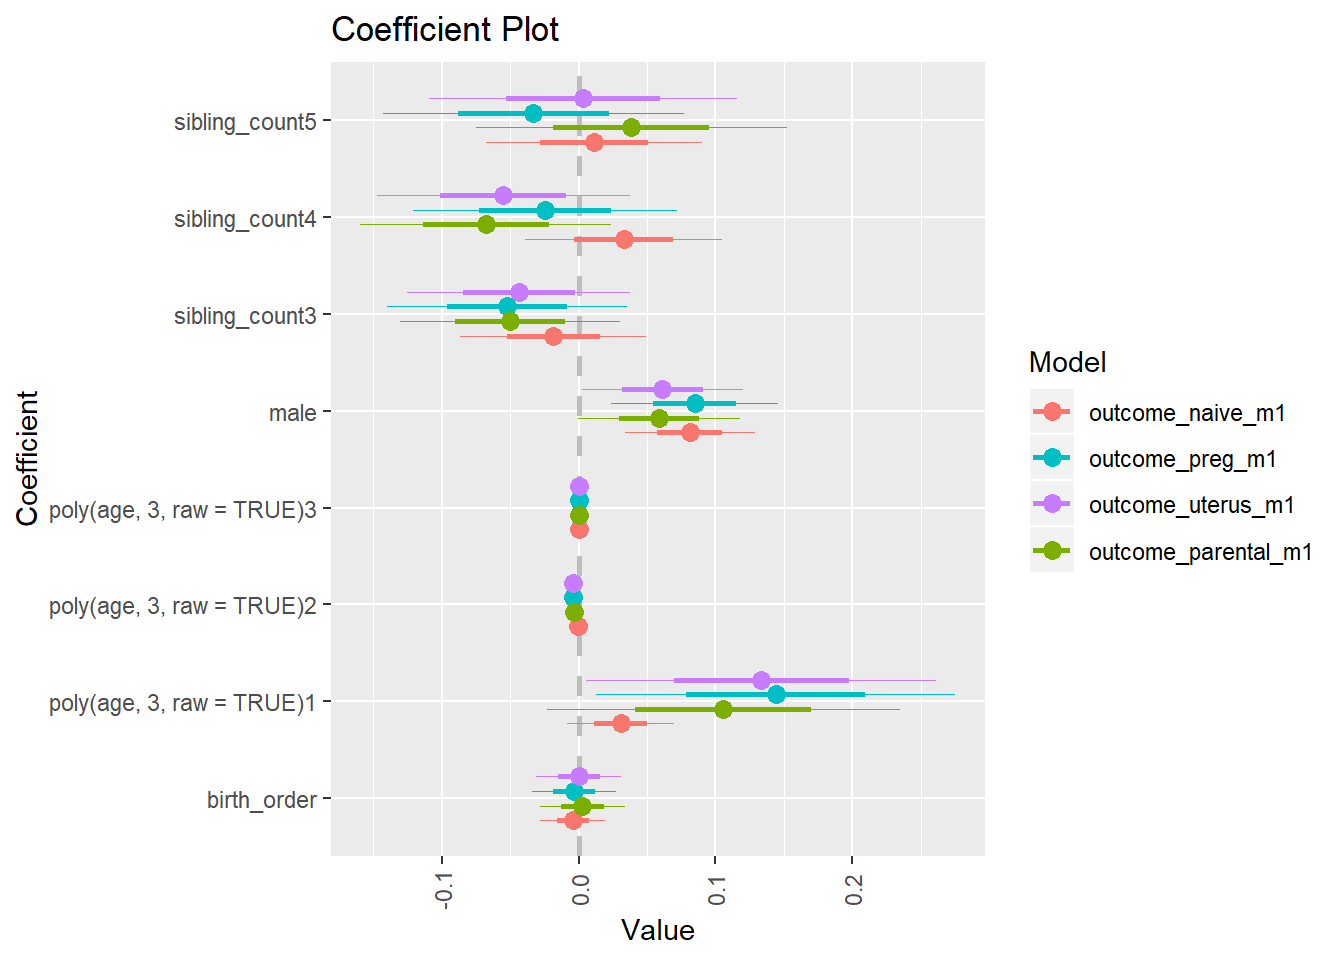 Coefficient Plot
sibling_count5
sibling_count4
sibling_count3
male
poly(age, 3, raw = TRUE)3
poly(age, 3, raw = TRUE)2
poly(age, 3, raw = TRUE)1
birth_order
Coefficient
-0.1
0.0
0.1
0.2
Value
Model
outcome_naive_m1
outcome_preg_m1
outcome_uterus_m1
outcome_parental_m1